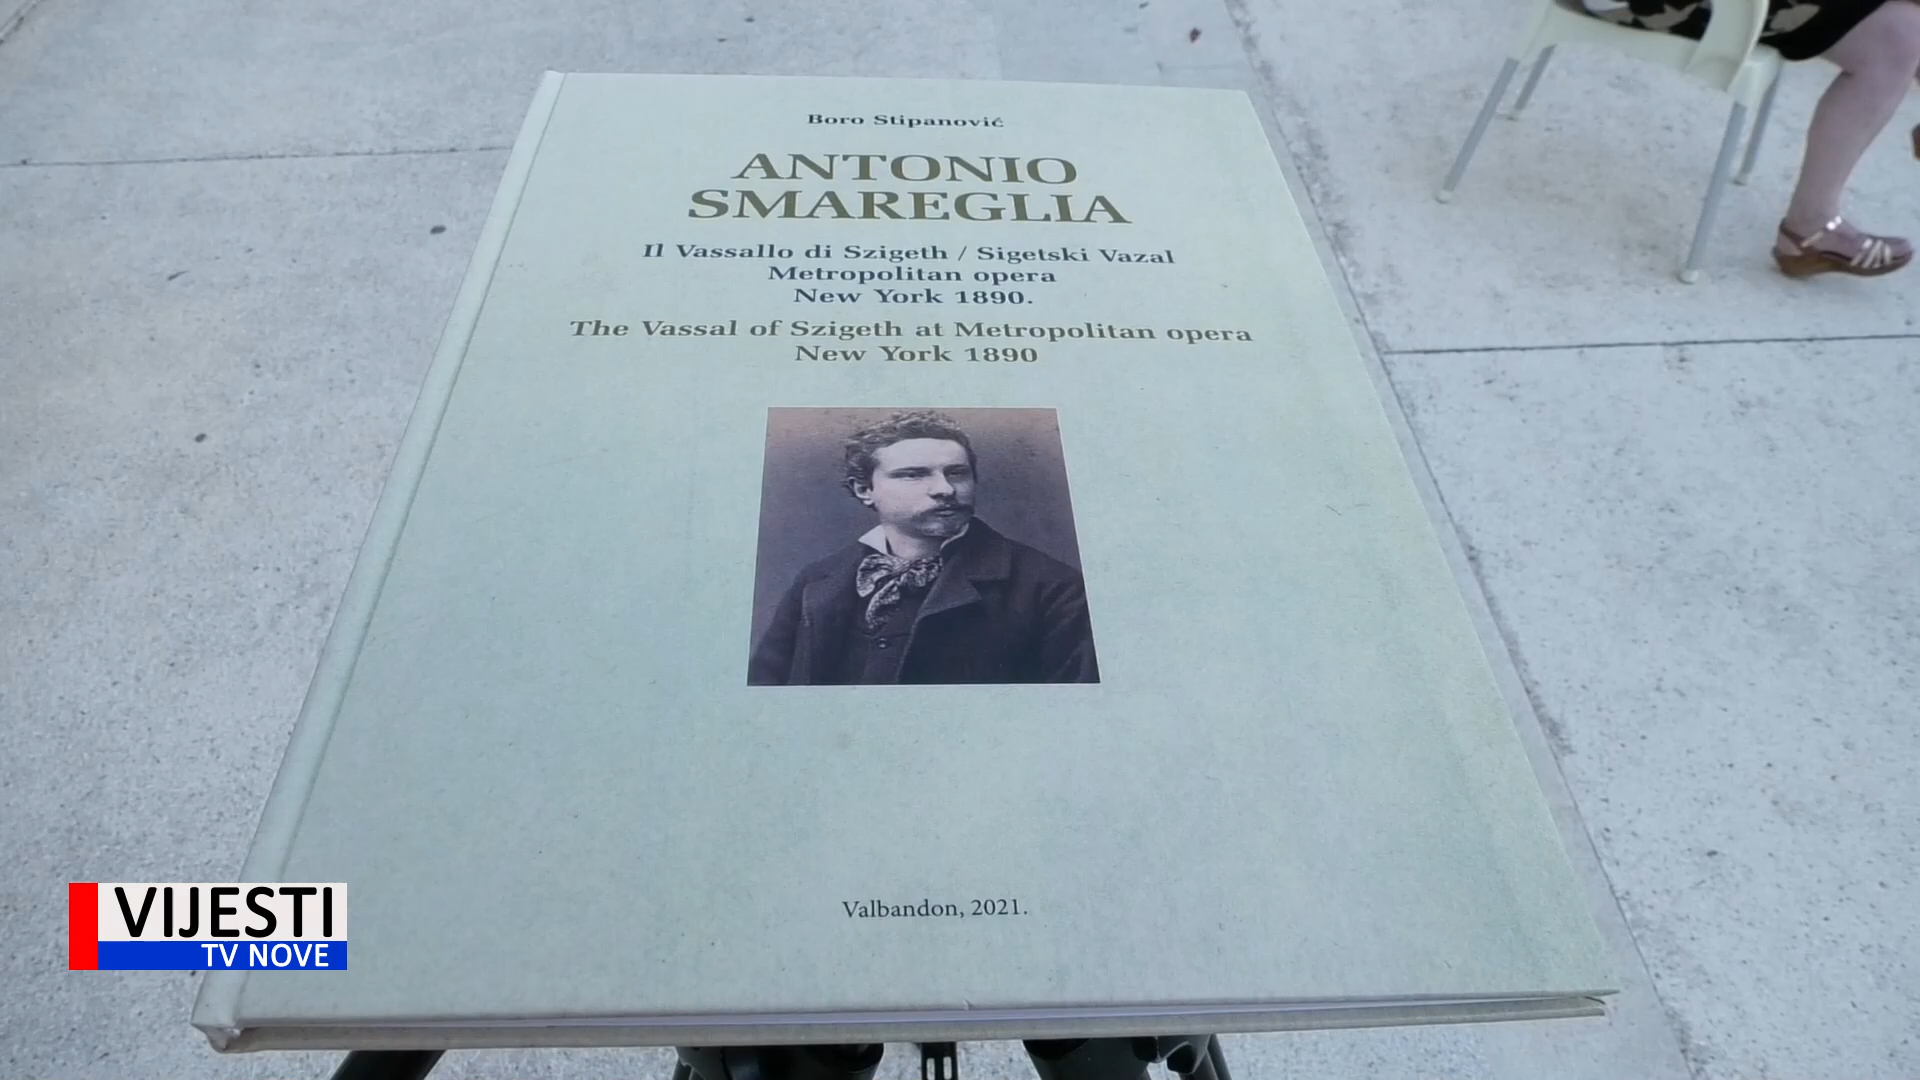 Boro Stipanović
ANTONIO
SMAREGLIA
Il Vassallo di Szigeth / Sigetski Vazal
Metropolitan opera
New York 1890.
The Vassal of Szigeth at Metropolitan opera
New York 1890
Valbandon, 2021.
VIJESTI
TV NOVE